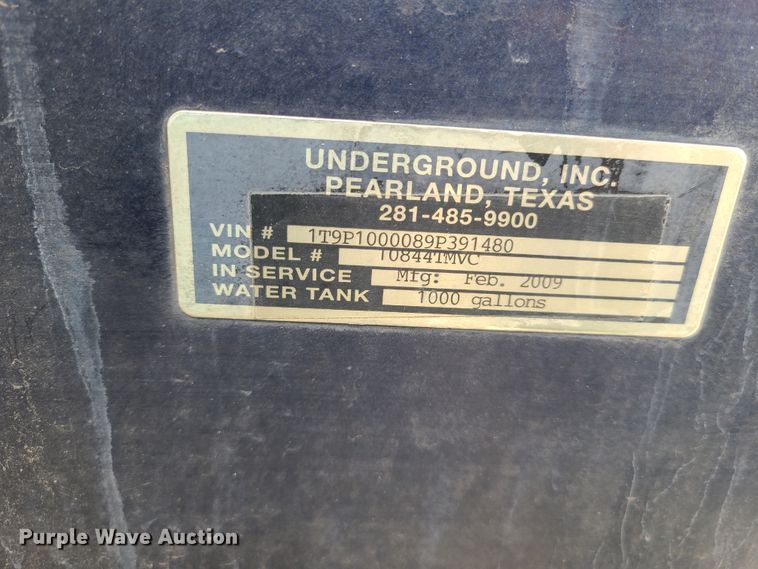 UNDERGROUND, INC.
PEARLAND, TEXAS
281-485-9900
VIN # 1T9P1000089P391480
MODEL # T0844TMVC
IN SERVICE Mfg: Feb. 2009
WATER TANK 1000 gallons
Purple Wave Auction